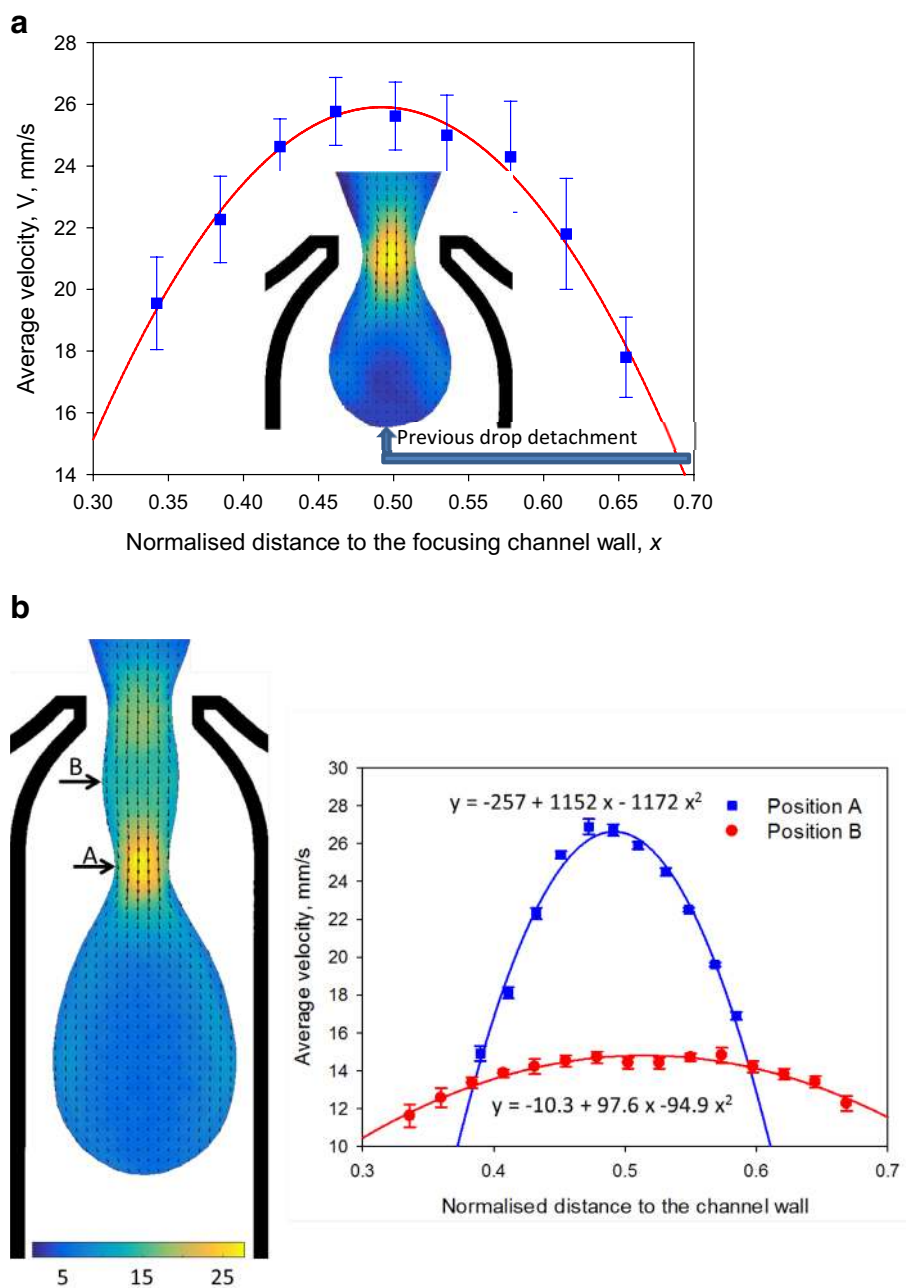 a
28
26
24
22
20
18
16
14
Average velocity, V, mm/s
Previous drop detachment
0.30 0.35 0.40 0.45 0.50 0.55 0.60 0.65 0.70
Normalised distance to the focusing channel wall, x
b
B
A
5 15 25
30
28
26
24
22
20
18
16
14
12
10
Average velocity, mm/s
y = -257 + 1152 x - 1172 x²
Position A
Position B
y = -10.3 + 97.6 x -94.9 x²
0.3 0.4 0.5 0.6 0.7
Normalised distance to the channel wall